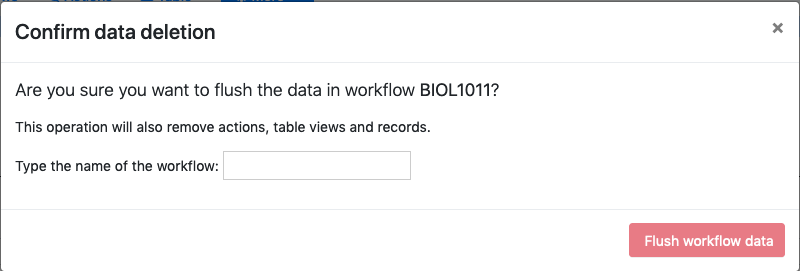 Confirm data deletion
×
Are you sure you want to flush the data in workflow BIOL1011?
This operation will also remove actions, table views and records.
Type the name of the workflow:
Flush workflow data